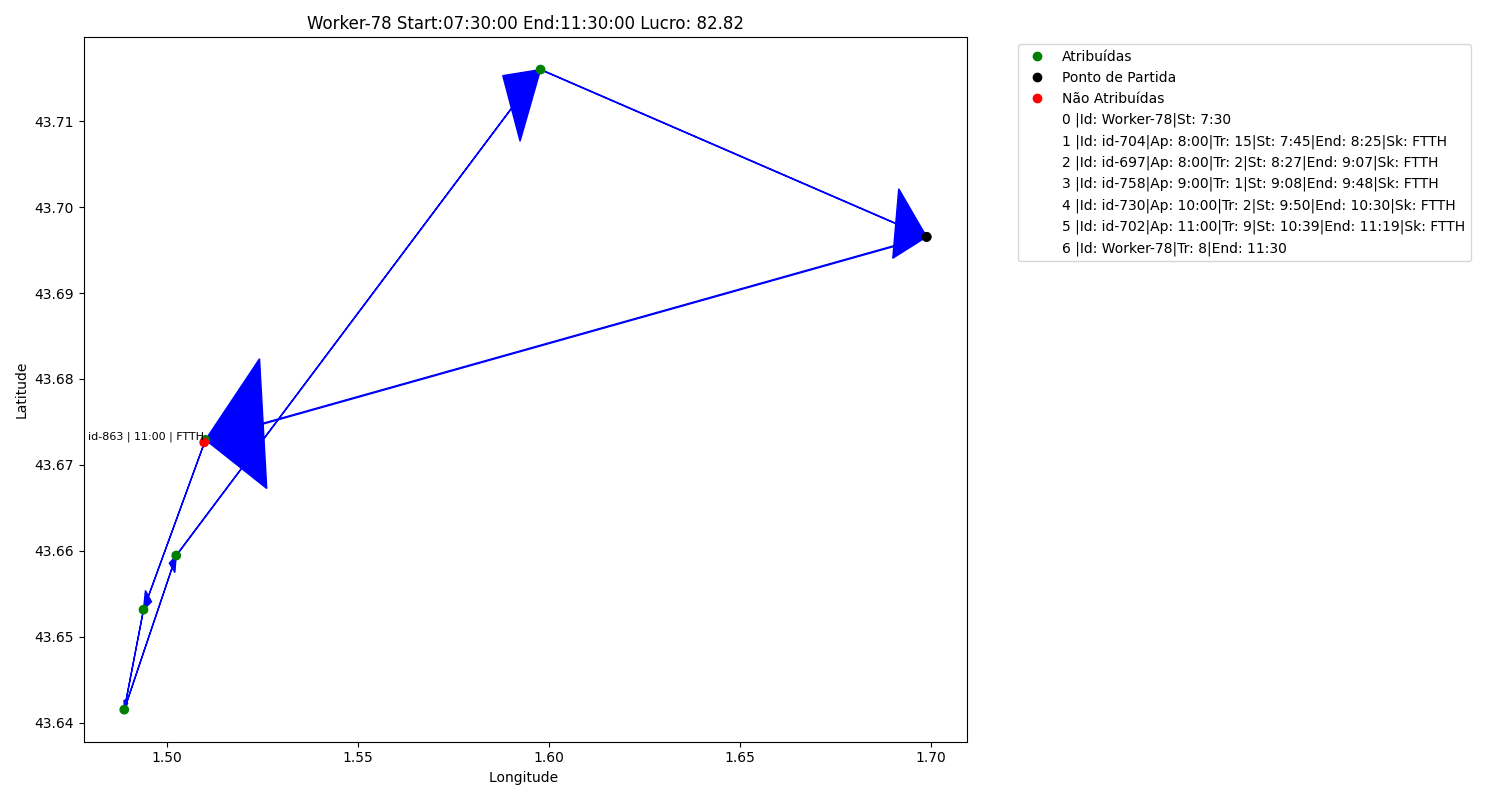 Worker-78 Start:07:30:00 End:11:30:00 Lucro: 82.82
Atribuídas
Ponto de Partida
Não Atribuídas
0 |Id: Worker-78|St: 7:30
1 |Id: id-704|Ap: 8:00|Tr: 15|St: 7:45|End: 8:25|Sk: FTTH
2 |Id: id-697|Ap: 8:00|Tr: 2|St: 8:27|End: 9:07|Sk: FTTH
3 |Id: id-758|Ap: 9:00|Tr: 1|St: 9:08|End: 9:48|Sk: FTTH
4 |Id: id-730|Ap: 10:00|Tr: 2|St: 9:50|End: 10:30|Sk: FTTH
5 |Id: id-702|Ap: 11:00|Tr: 9|St: 10:39|End: 11:19|Sk: FTTH
6 |Id: Worker-78|Tr: 8|End: 11:30
43.71
43.70
43.69
43.68
43.67
43.66
43.65
43.64
Latitude
id-863 | 11:00 | FTTH
1.50 1.55 1.60 1.65 1.70
Longitude